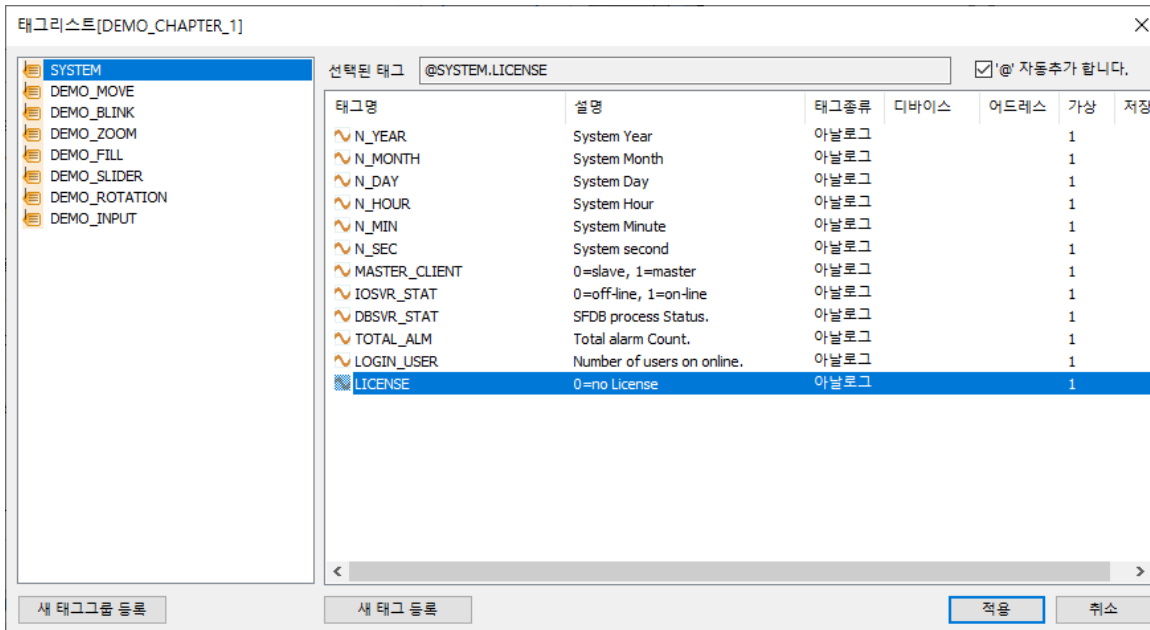 태그리스트[DEMO_CHAPTER_1]
SYSTEM
DEMO_MOVE
DEMO_BLINK
DEMO_ZOOM
DEMO_FILL
DEMO_SLIDER
DEMO_ROTATION
DEMO_INPUT
선택된 태그 @SYSTEM.LICENSE '@' 자동추가 합니다.
태그명 설명 태그종류 디바이스 어드레스 가상 저장
N_YEAR System Year 아날로그 1
N_MONTH System Month 아날로그 1
N_DAY System Day 아날로그 1
N_HOUR System Hour 아날로그 1
N_MIN System Minute 아날로그 1
N_SEC System second 아날로그 1
MASTER_CLIENT 0=slave, 1=master 아날로그 1
IOSVR_STAT 0=off-line, 1=on-line 아날로그 1
DBSVR_STAT SFDB process Status. 아날로그 1
TOTAL_ALM Total alarm Count. 아날로그 1
LOGIN_USER Number of users on online. 아날로그 1
LICENSE 0=no License 아날로그 1
새 태그그룹 등록 새 태그 등록 적용 취소